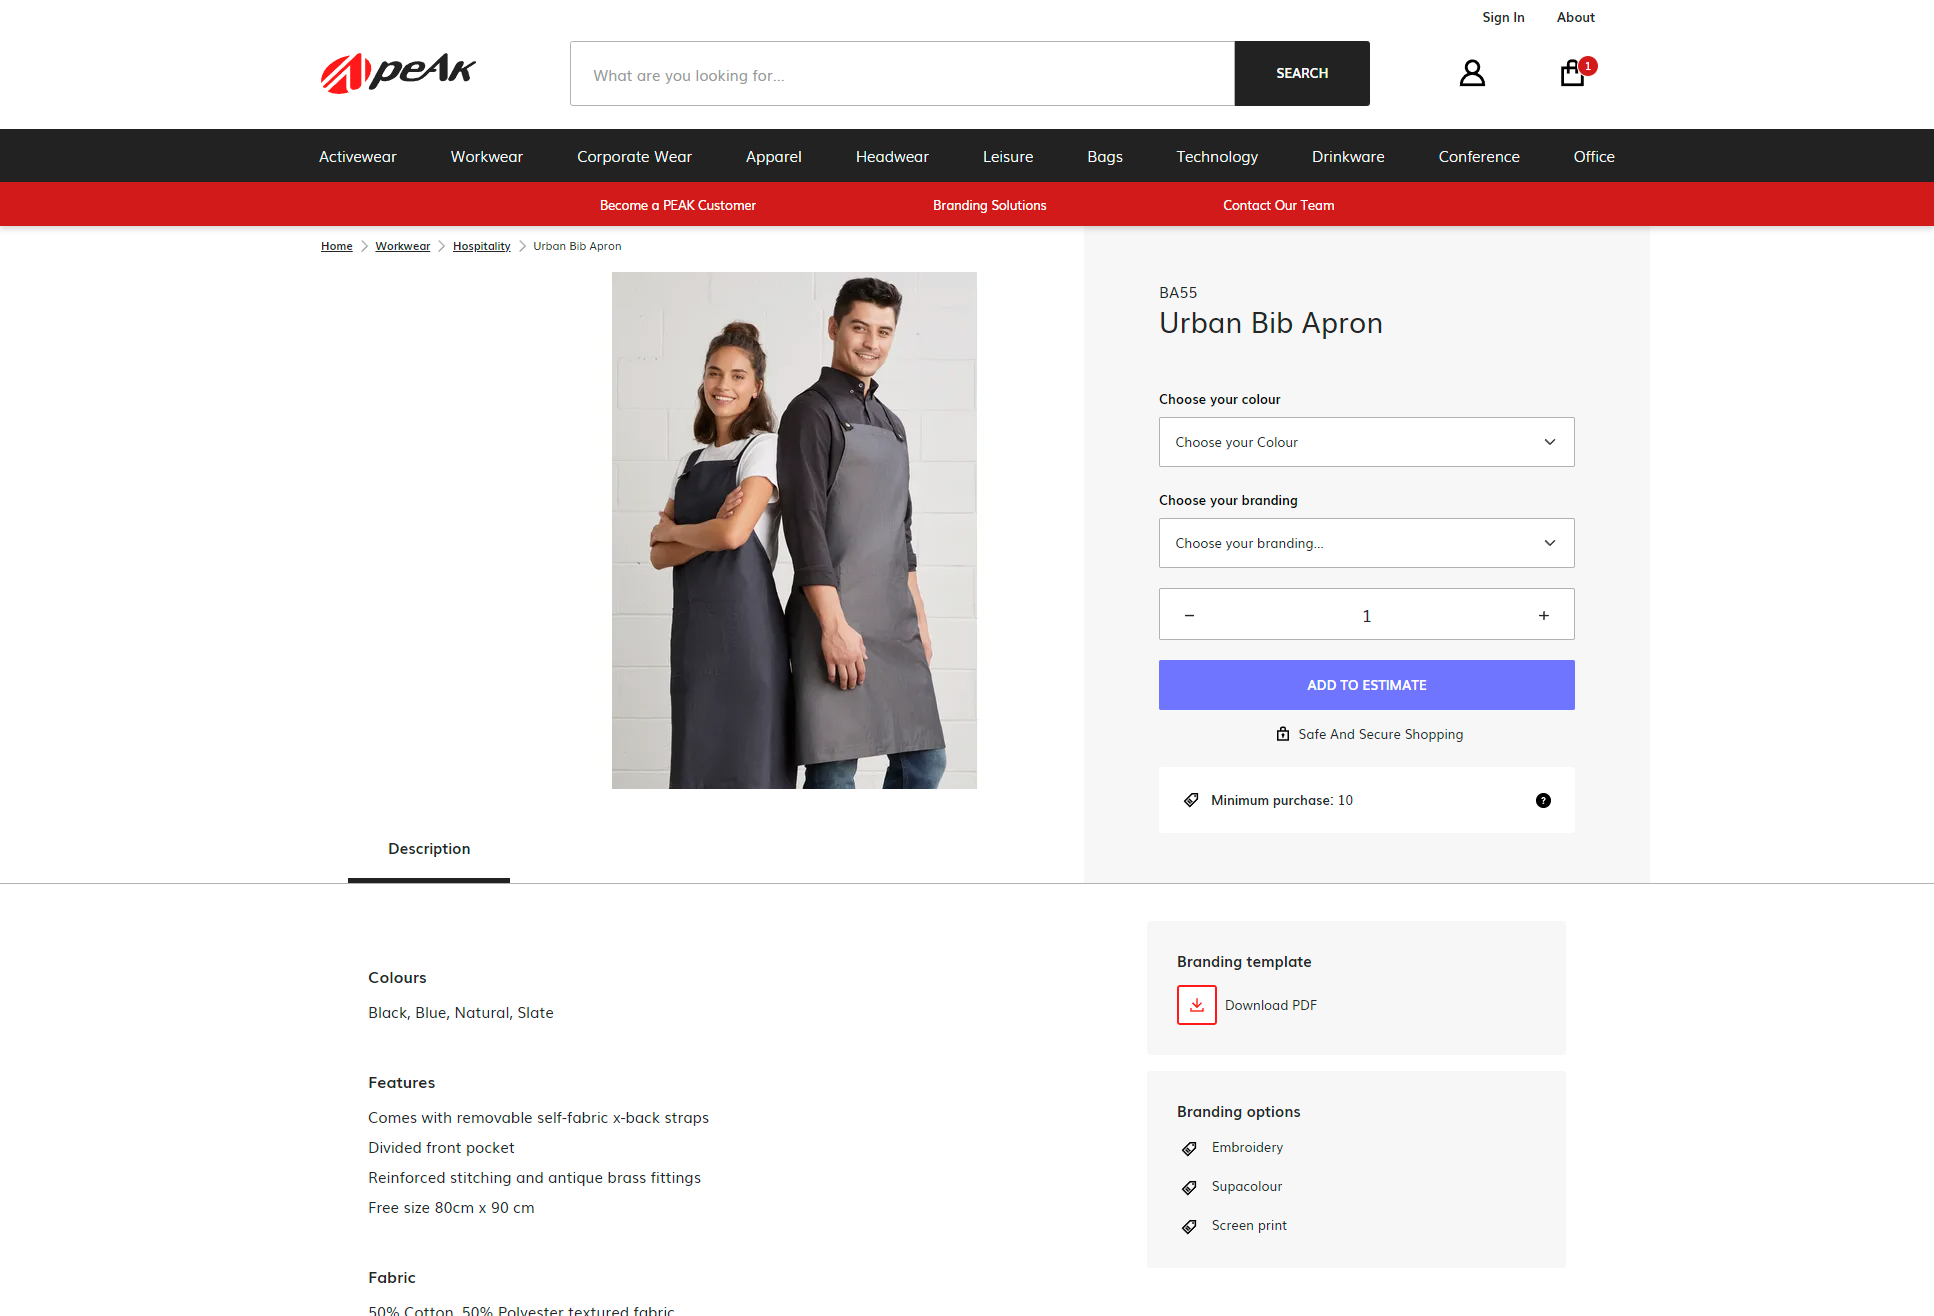 Sign In About
peAk
What are you looking for...
SEARCH
1
Activewear Workwear Corporate Wear Apparel Headwear Leisure Bags Technology Drinkware Conference Office
Become a PEAK Customer Branding Solutions Contact Our Team
Home Workwear Hospitality Urban Bib Apron
BA55
Urban Bib Apron
Choose your colour
Choose your Colour
Choose your branding
Choose your branding...
− 1 +
ADD TO ESTIMATE
Safe And Secure Shopping
Minimum purchase: 10 ?
Description
Colours
Black, Blue, Natural, Slate
Features
Comes with removable self-fabric x-back straps
Divided front pocket
Reinforced stitching and antique brass fittings
Free size 80cm x 90 cm
Fabric
50% Cotton, 50% Polyester textured fabric
Branding template
Download PDF
Branding options
Embroidery
Supacolour
Screen print